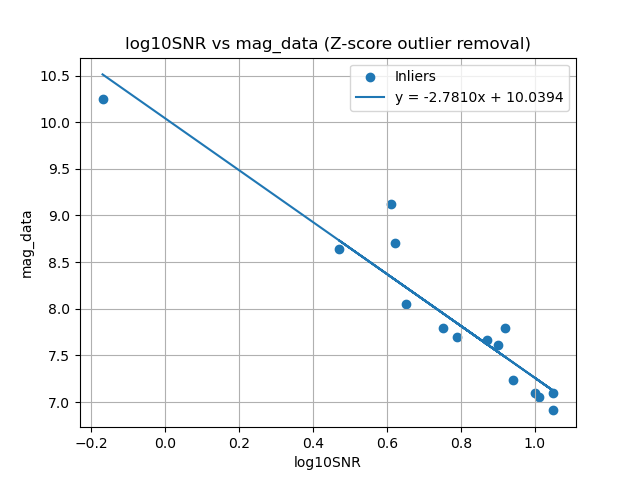 log10SNR vs mag_data (Z-score outlier removal)
Inliers
y = -2.7810x + 10.0394
10.5
10.0
9.5
9.0
8.5
8.0
7.5
7.0
mag_data
−0.2 0.0 0.2 0.4 0.6 0.8 1.0
log10SNR